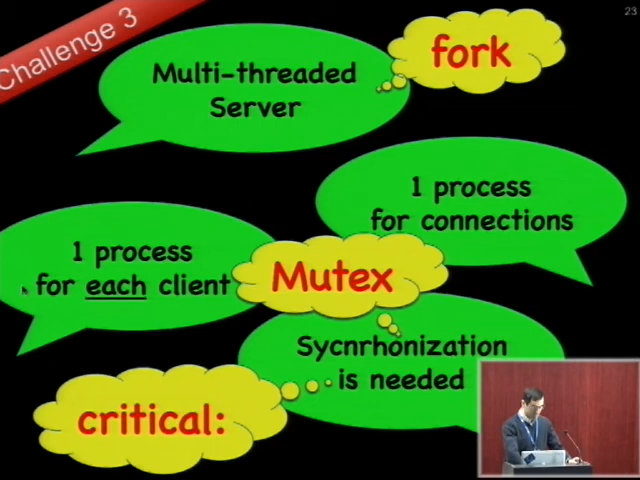 23
Challenge 3
fork
Multi-threaded
Server
1 process
for connections
1 process
for each client
Mutex
Sycnrhonization
is needed
critical: